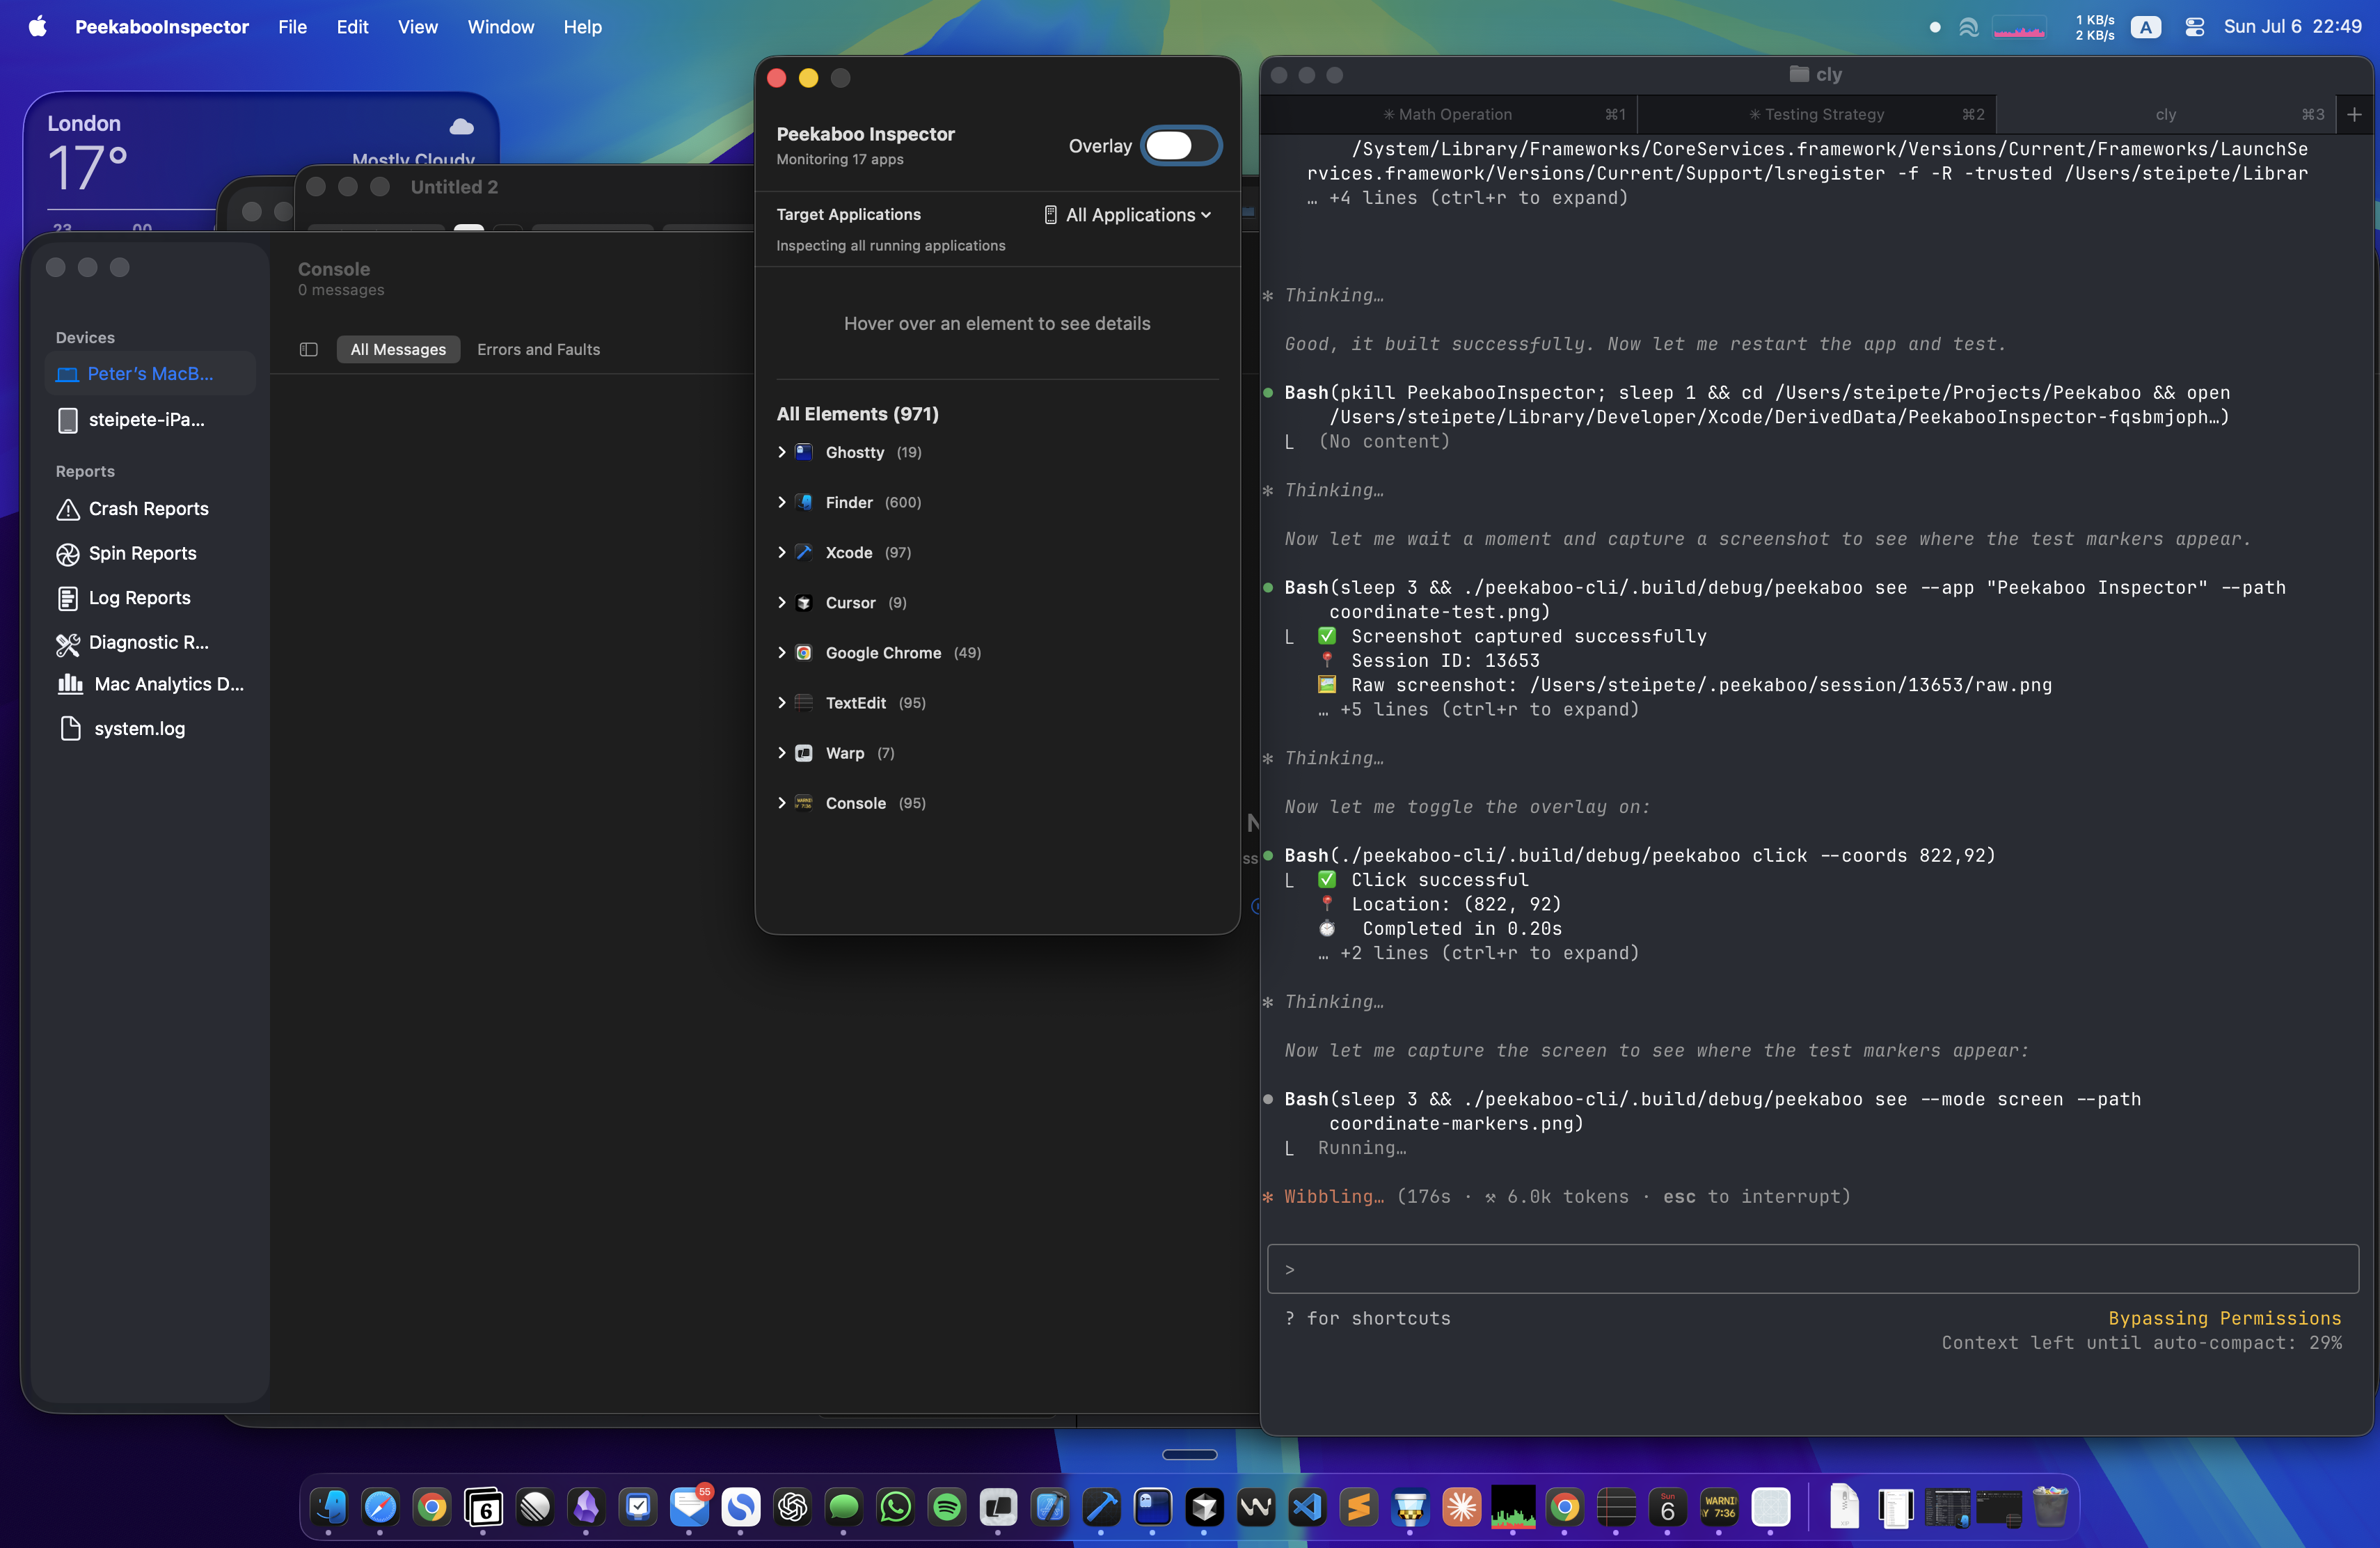 PeekabooInspector File Edit View Window Help
1 KB/s
2 KB/s
A
Sun Jul 6 22:49
London
17°
Mostly Cloudy
23 00
Untitled 2
Console
0 messages
All Messages Errors and Faults
Devices
Peter's MacB...
steipete-iPa...
Reports
Crash Reports
Spin Reports
Log Reports
Diagnostic R...
Mac Analytics D...
system.log
Peekaboo Inspector
Monitoring 17 apps
Overlay
Target Applications
All Applications
Inspecting all running applications
Hover over an element to see details
All Elements (971)
Ghostty (19)
Finder (600)
Xcode (97)
Cursor (9)
Google Chrome (49)
TextEdit (95)
Warp (7)
Console (95)
cly
✳ Math Operation ⌘1
✳ Testing Strategy ⌘2
cly ⌘3
+
/System/Library/Frameworks/CoreServices.framework/Versions/Current/Frameworks/LaunchSe
rvices.framework/Versions/Current/Support/lsregister -f -R -trusted /Users/steipete/Librar
… +4 lines (ctrl+r to expand)
✻ Thinking…
Good, it built successfully. Now let me restart the app and test.
Bash(pkill PeekabooInspector; sleep 1 && cd /Users/steipete/Projects/Peekaboo && open
/Users/steipete/Library/Developer/Xcode/DerivedData/PeekabooInspector-fqsbmjoph…)
(No content)
✻ Thinking…
Now let me wait a moment and capture a screenshot to see where the test markers appear.
Bash(sleep 3 && ./peekaboo-cli/.build/debug/peekaboo see --app "Peekaboo Inspector" --path
coordinate-test.png)
✅ Screenshot captured successfully
📍 Session ID: 13653
🖼️ Raw screenshot: /Users/steipete/.peekaboo/session/13653/raw.png
… +5 lines (ctrl+r to expand)
✻ Thinking…
Now let me toggle the overlay on:
Bash(./peekaboo-cli/.build/debug/peekaboo click --coords 822,92)
✅ Click successful
📍 Location: (822, 92)
⏱️ Completed in 0.20s
… +2 lines (ctrl+r to expand)
✻ Thinking…
Now let me capture the screen to see where the test markers appear:
Bash(sleep 3 && ./peekaboo-cli/.build/debug/peekaboo see --mode screen --path
coordinate-markers.png)
Running…
✻ Wibbling… (176s · ⚒ 6.0k tokens · esc to interrupt)
>
? for shortcuts
Bypassing Permissions
Context left until auto-compact: 29%
55
6
Sun
6
WARNI
Y 7:36